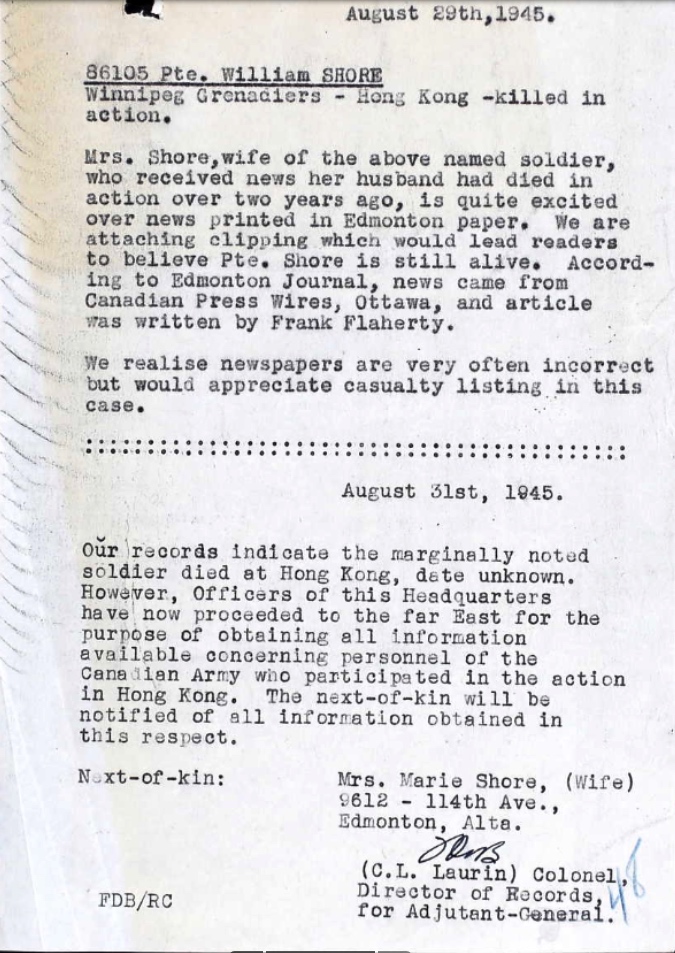 August 29th,1945.
86105 Pte. William SHORE
Winnipeg Grenadiers - Hong Kong -killed in
action.
Mrs. Shore,wife of the above named soldier,
who received news her husband had died in
action over two years ago, is quite excited
over news printed in Edmonton paper. We are
attaching clipping which would lead readers
to believe Pte. Shore is still alive. Accord-
ing to Edmonton Journal, news came from
Canadian Press Wires, Ottawa, and article
was written by Frank Flaherty.
We realise newspapers are very often incorrect
but would appreciate casualty listing in this
case.
August 31st, 1945.
Our records indicate the marginally noted
soldier died at Hong Kong, date unknown.
However, Officers of this Headquarters
have now proceeded to the far East for the
purpose of obtaining all information
available concerning personnel of the
Canadian Army who participated in the action
in Hong Kong. The next-of-kin will be
notified of all information obtained in
this respect.
Next-of-kin: Mrs. Marie Shore, (Wife)
9612 - 114th Ave.,
Edmonton, Alta.
(C.L. Laurin) Colonel,
Director of Records,
FDB/RC for Adjutant-General.
48